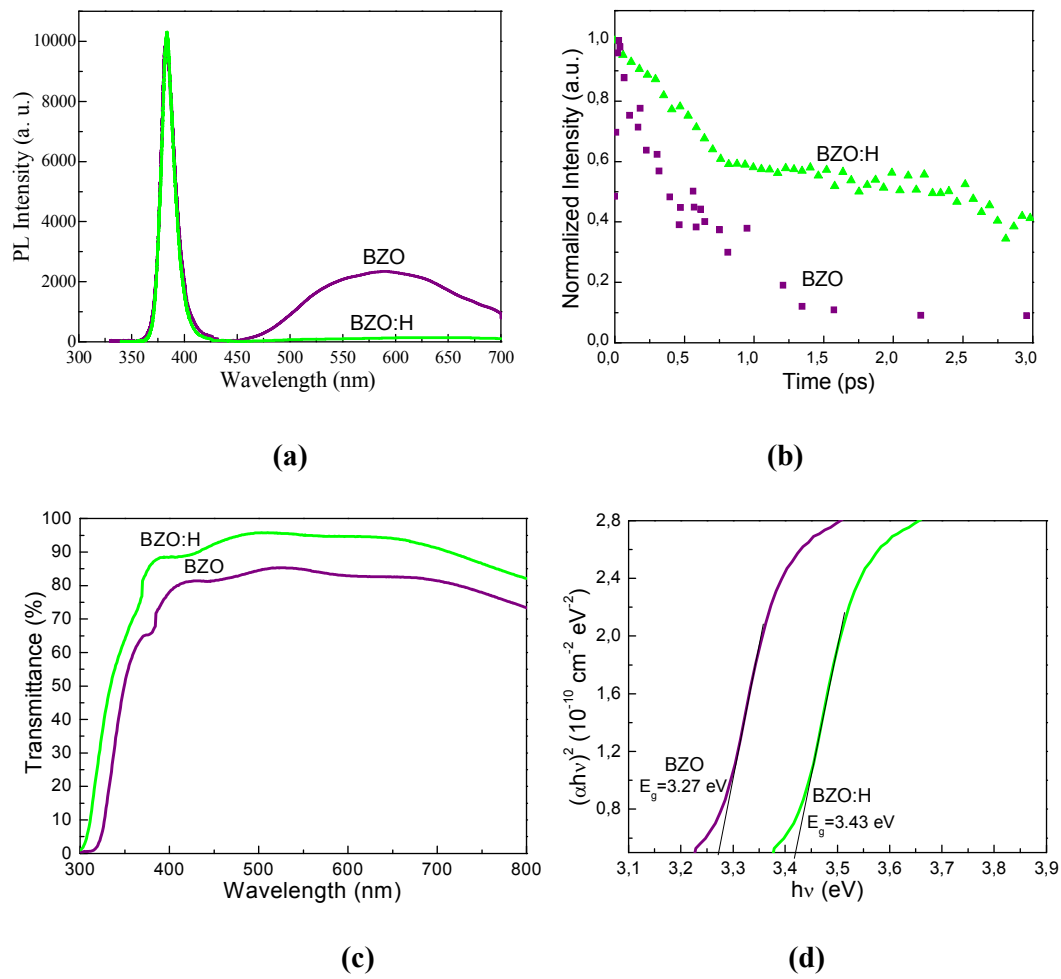 10000
8000
6000
4000
2000
0
PL Intensity (a. u.)
BZO
BZO:H
300 350 400 450 500 550 600 650 700
Wavelength (nm)
(a)
1,0
0,8
0,6
0,4
0,2
0,0
Normalized Intensity (a.u.)
BZO:H
BZO
0,0 0,5 1,0 1,5 2,0 2,5 3,0
Time (ps)
(b)
100
90
80
70
60
50
40
30
20
10
0
Transmittance (%)
BZO:H
BZO
300 400 500 600 700 800
Wavelength (nm)
(c)
2,8
2,4
2,0
1,6
1,2
0,8
(αhν)² (10⁻¹⁰ cm⁻² eV⁻²)
BZO
E_g=3.27 eV
BZO:H
E_g=3.43 eV
3,1 3,2 3,3 3,4 3,5 3,6 3,7 3,8 3,9
hν (eV)
(d)